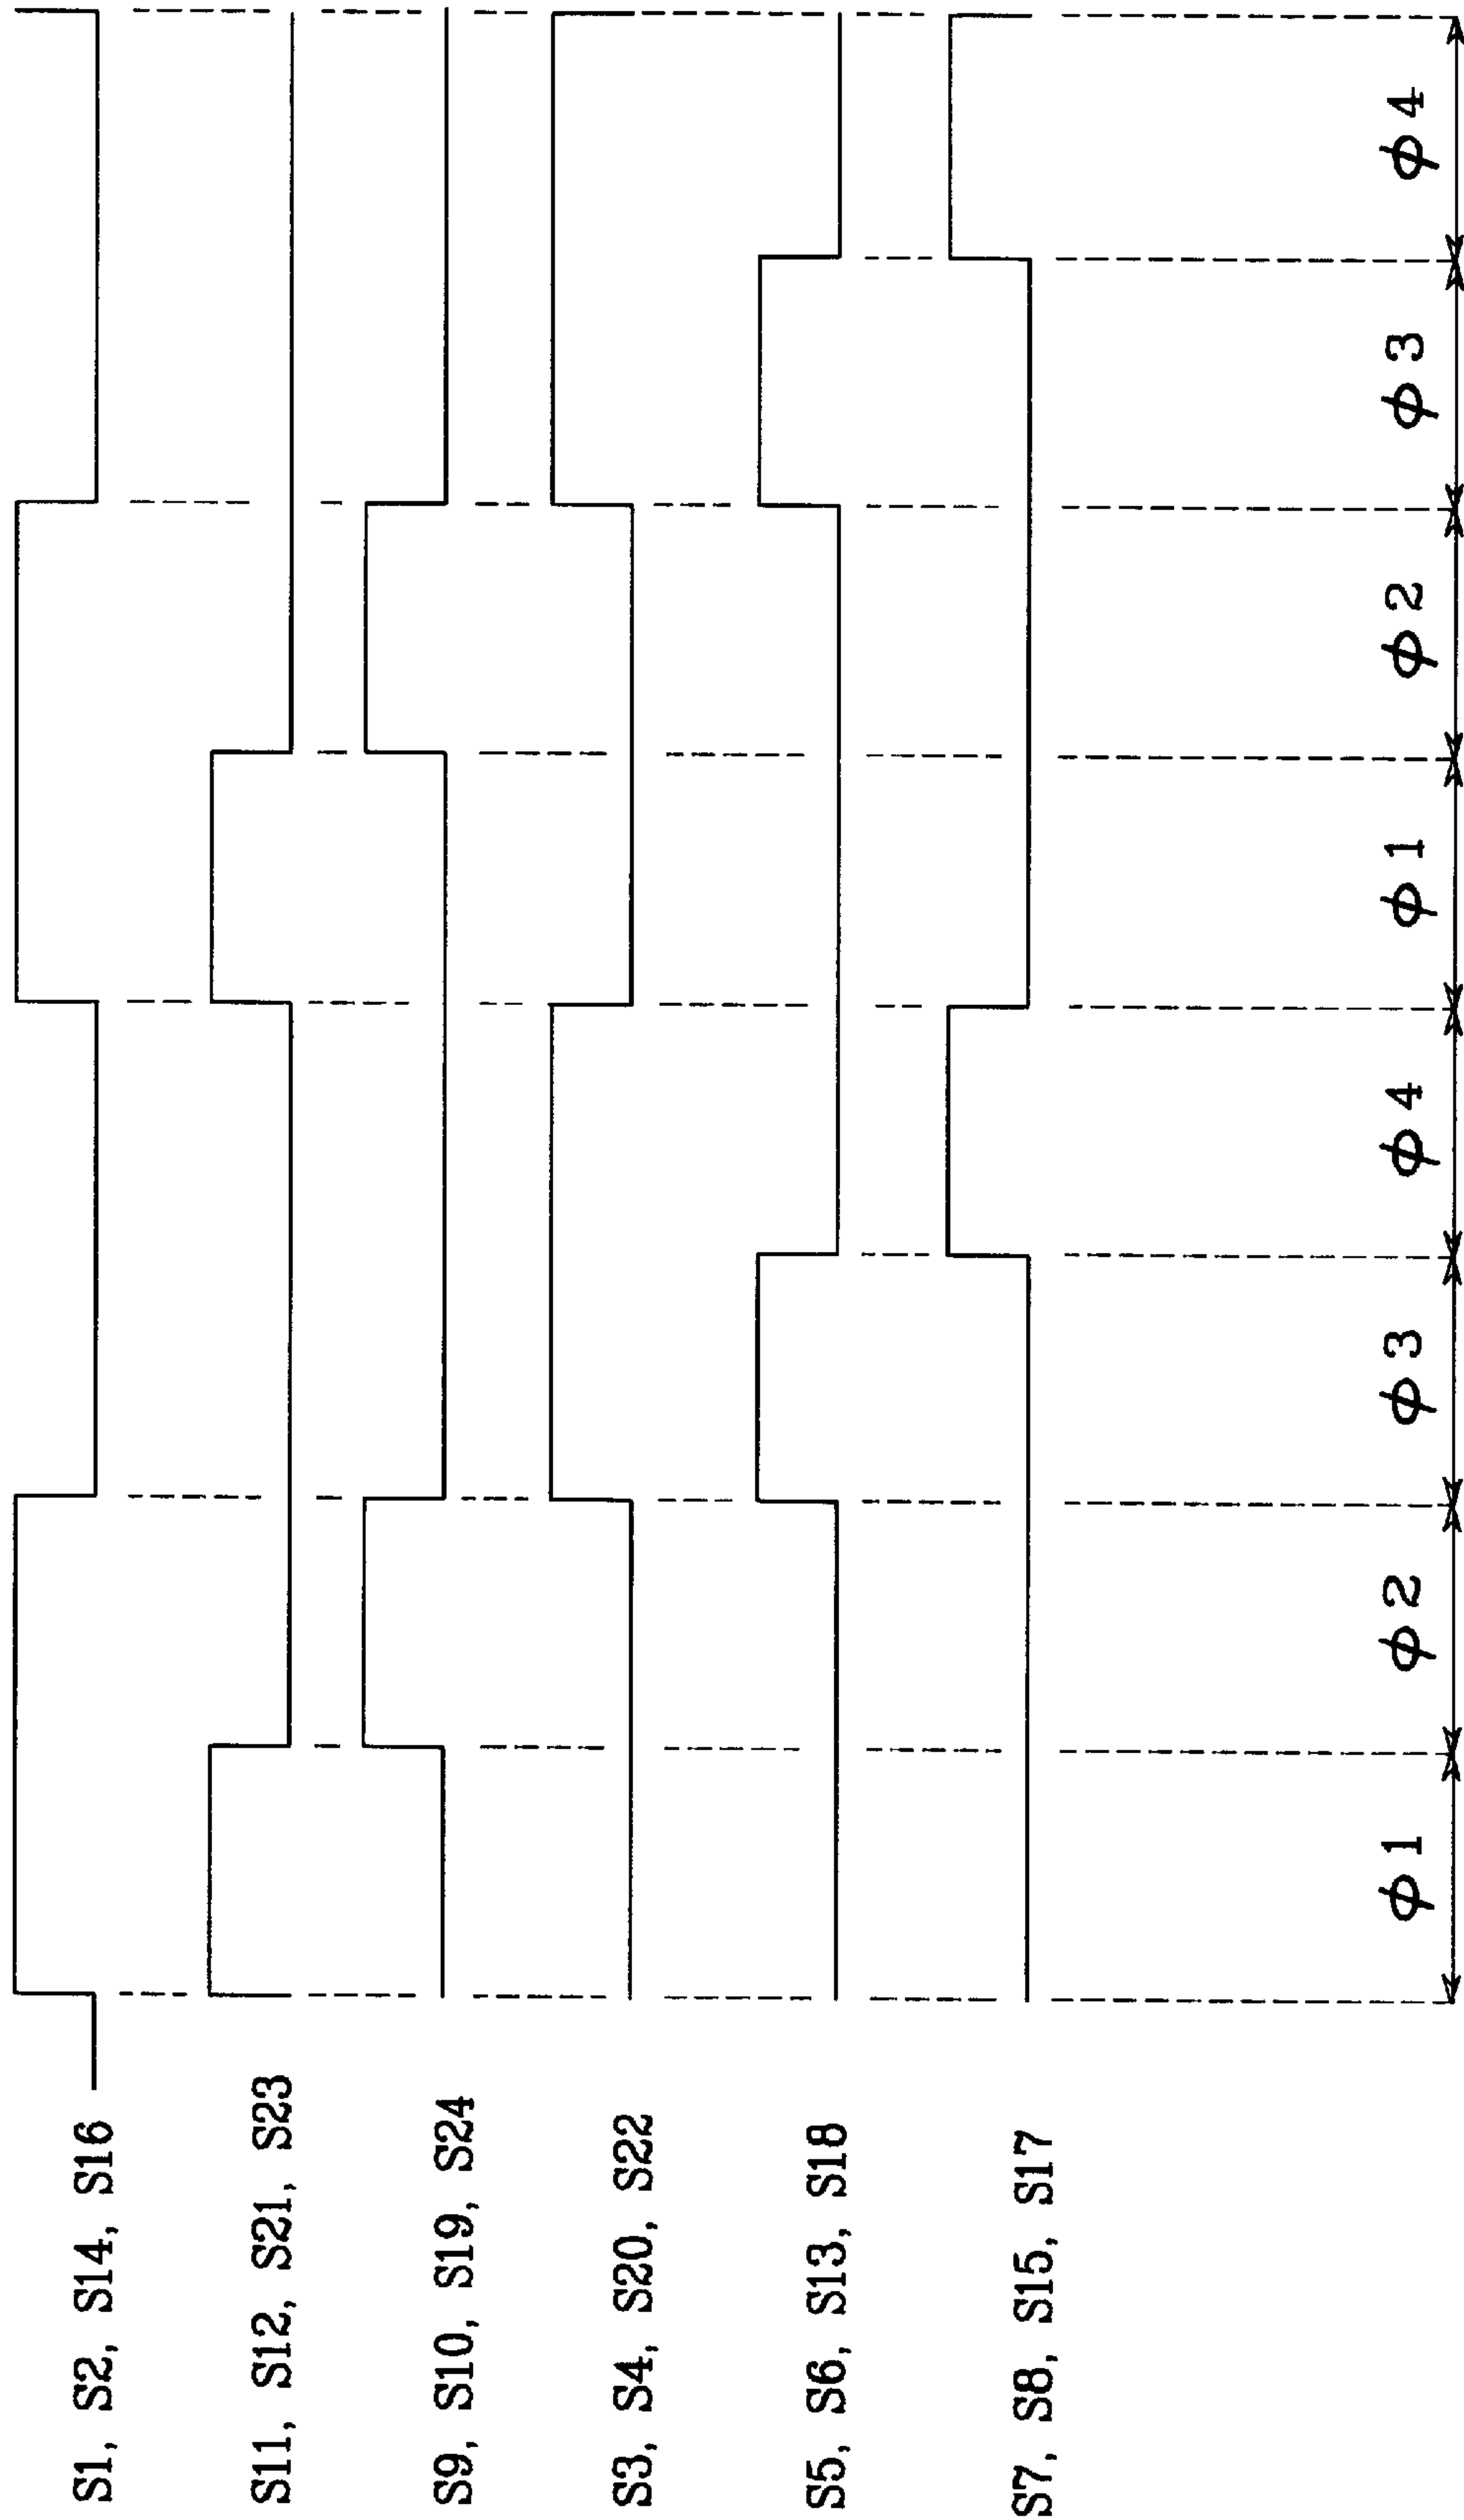 S1, S2, S14, S16
S11, S12, S21, S23
S9, S10, S19, S24
S3, S4, S20, S22
S5, S6, S13, S18
S7, S8, S15, S17
ϕ1 ϕ2 ϕ3 ϕ4 ϕ1 ϕ2 ϕ3 ϕ4